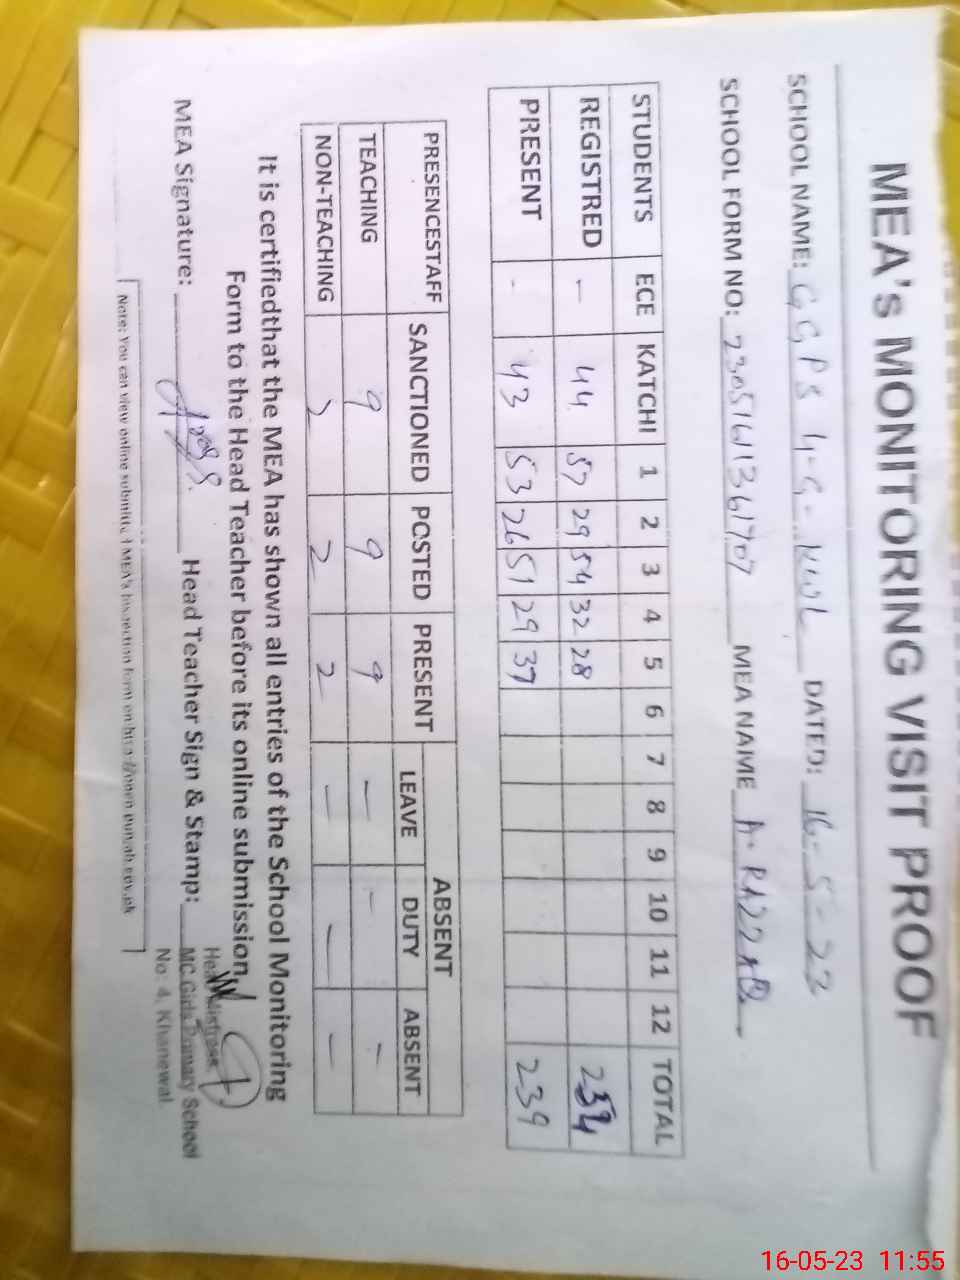 MEA's MONITORING VISIT PROOF
SCHOOL NAME: GGPS 4-G- KWL DATED: 16-5-23
SCHOOL FORM NO: 2305161361707 MEA NAME A. RAZZAQ
STUDENTS ECE KATCHI 1 2 3 4 5 6 7 8 9 10 11 12 TOTAL
REGISTRED - 44 57 29 54 32 28 254
PRESENT - 43 53 26 51 29 37 239
PRESENCESTAFF SANCTIONED POSTED PRESENT ABSENT
LEAVE DUTY ABSENT
TEACHING 9 9 9 - - -
NON-TEACHING 2 2 - - -
It is certifiedthat the MEA has shown all entries of the School Monitoring
Form to the Head Teacher before its online submission
MEA Signature: Head Teacher Sign & Stamp:
Head Mistress
MC.Girls Primary School
No. 4, Khanewal.
Note: You can view online submitted MEA's Inspection form on
16-05-23 11:55